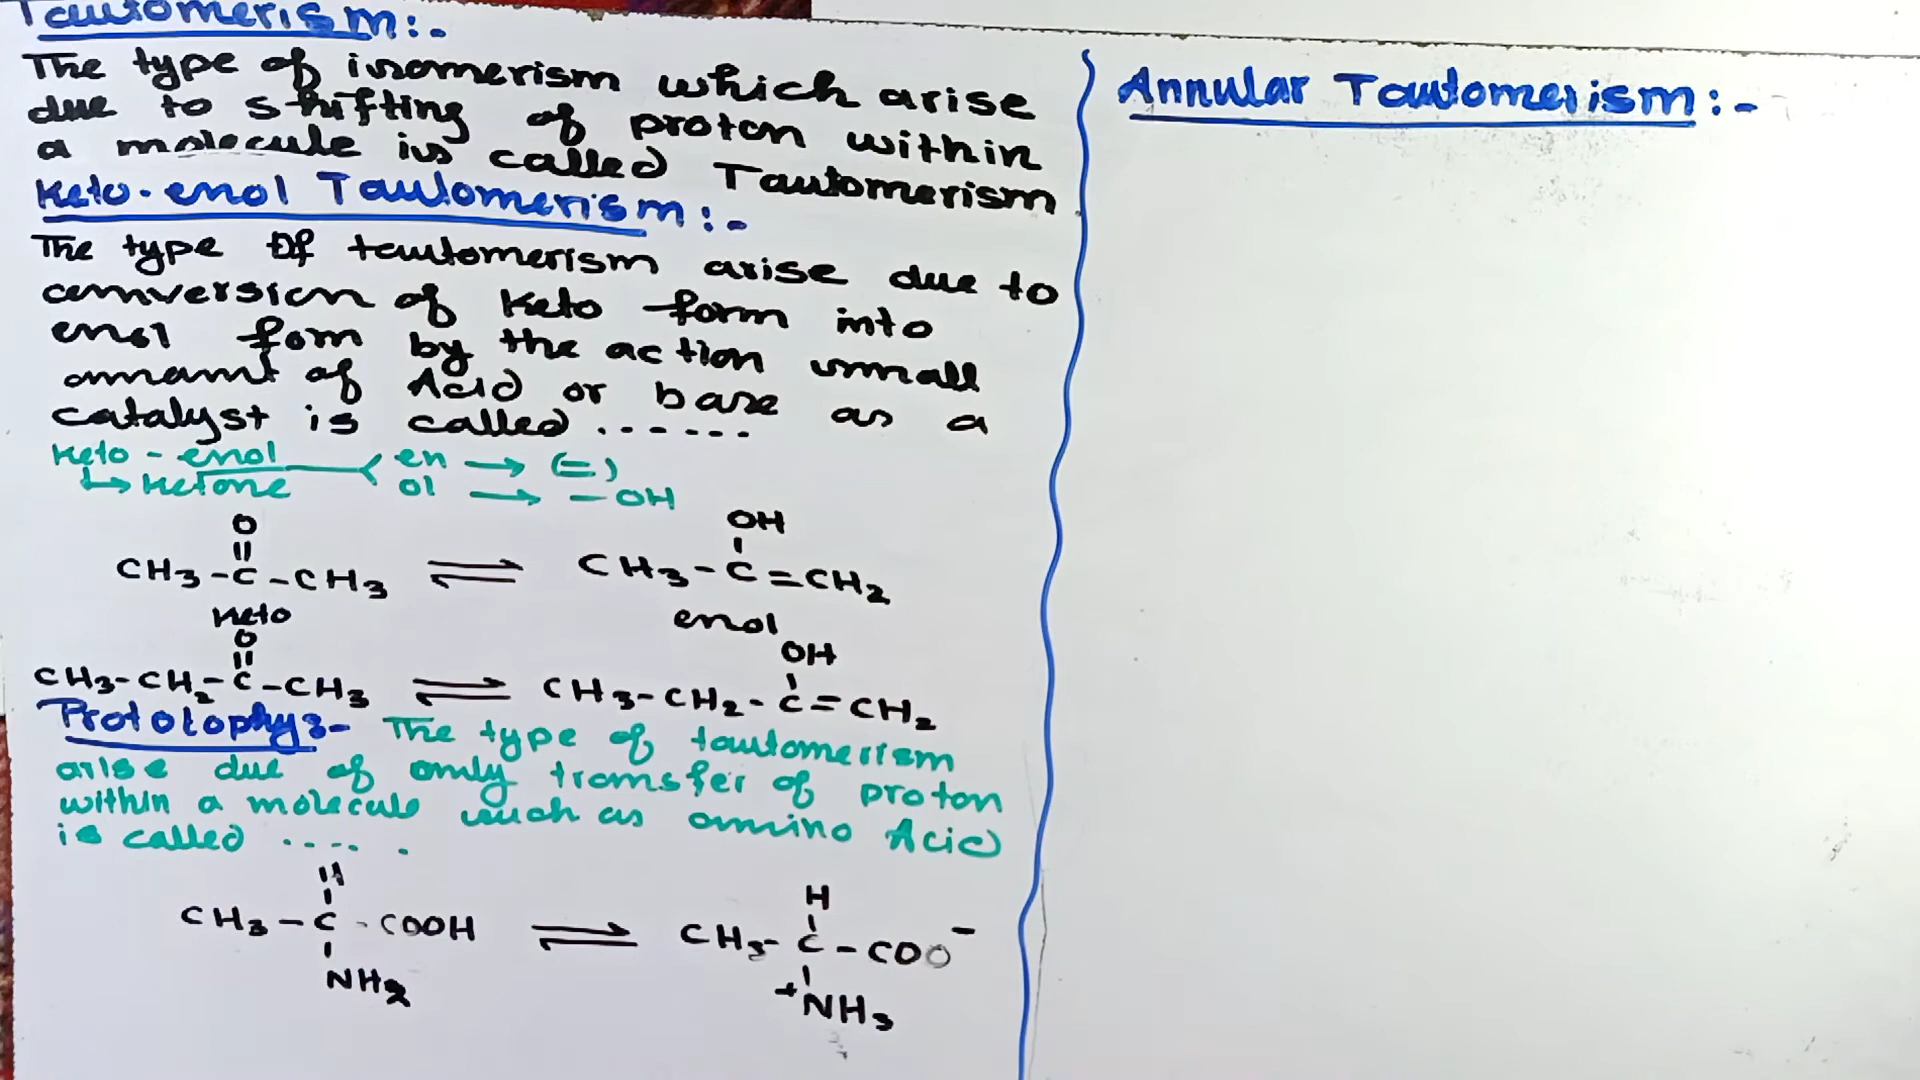 Tautomerism:-
The type of isomerism which arise
due to shifting of proton within
a molecule is called Tautomerism
Keto-enol Tautomerism:-
The type Of tautomerism arise due to
conversion of Keto form into
enol fom by the action small
amount of Acid or base as a
catalyst is called ......
Keto - enol en → (=)
↳ Ketone ol → -OH
O
||
CH3-C-CH3 ⇌ CH3-C=CH2
OH
keto
enol
O
||
CH3-CH2-C-CH3 ⇌ CH3-CH2-C=CH2
OH
Prototophy:- The type of tautomerism
arise due of only transfer of proton
within a molecule such as amino Acid
is called .....
H
CH3-C-COOH ⇌ CH3-C-COO-
NH2
H
+NH3
Annular Tautomerism:-